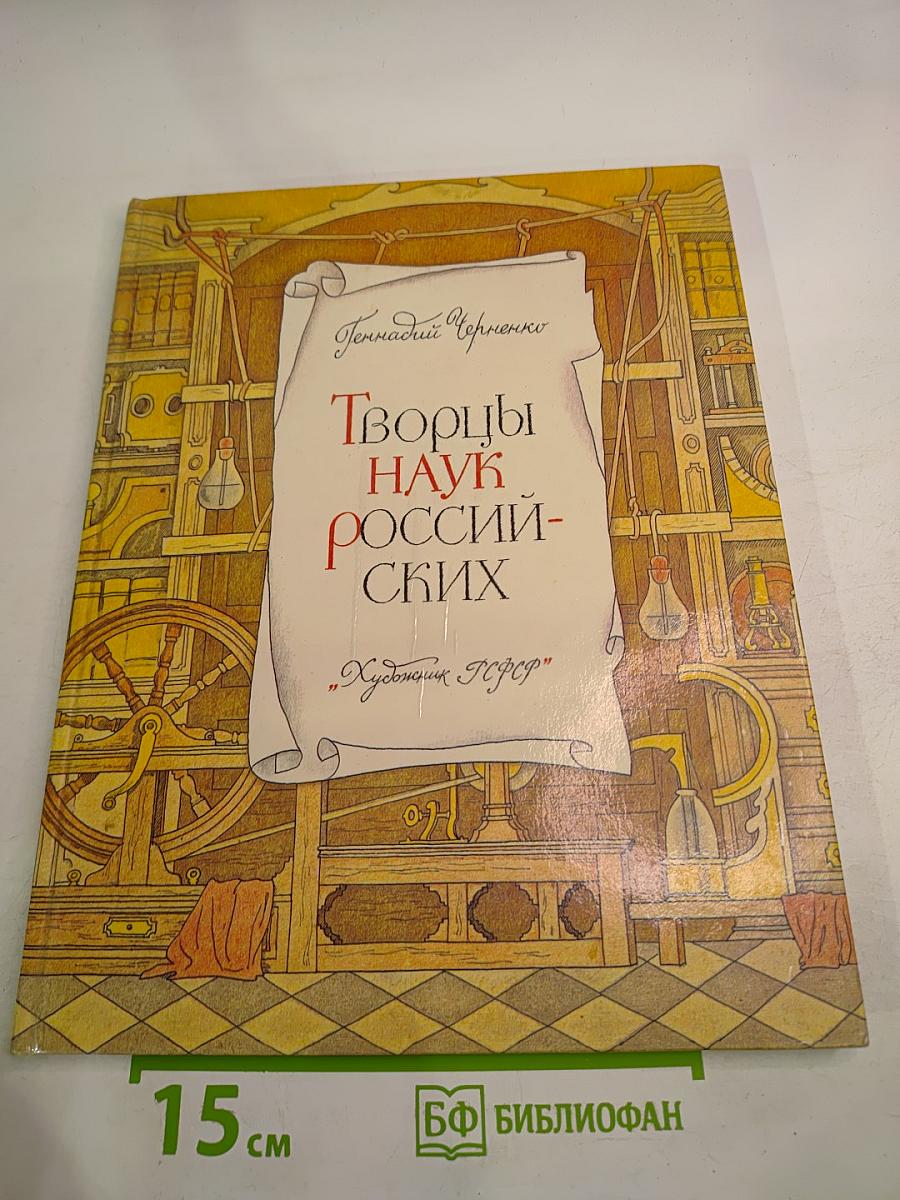 Геннадий Черненко
Творцы
наук
россий-
ских
„Художник РСФСР"
15 см
БФ БИБЛИОФАН